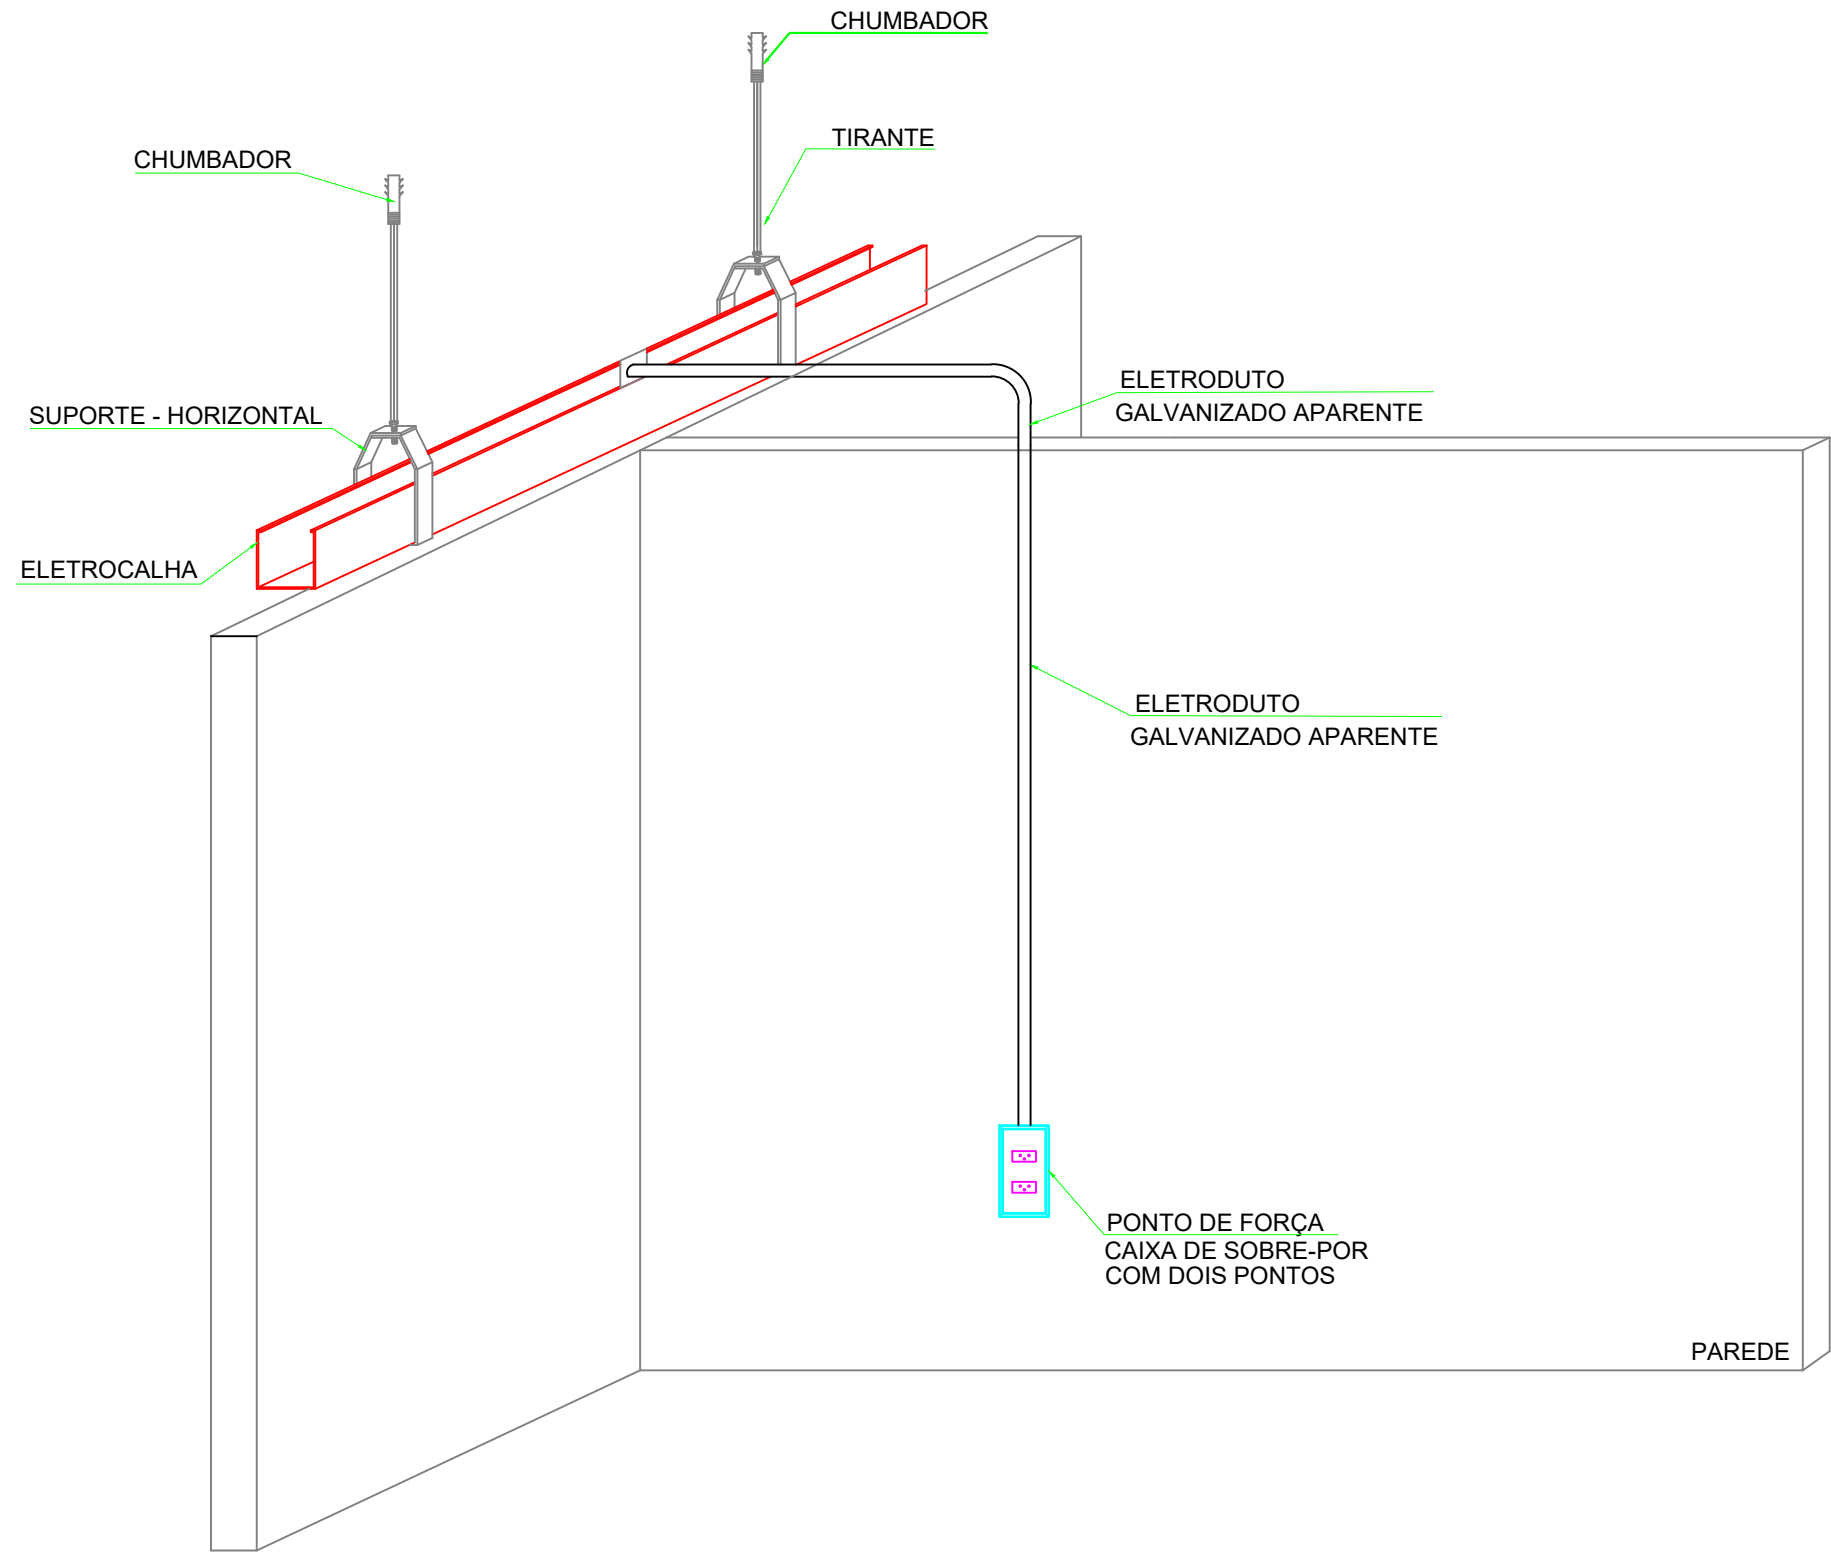 CHUMBADOR
TIRANTE
CHUMBADOR
SUPORTE - HORIZONTAL
ELETRODUTO
GALVANIZADO APARENTE
ELETROCALHA
ELETRODUTO
GALVANIZADO APARENTE
PONTO DE FORÇA
CAIXA DE SOBRE-POR
COM DOIS PONTOS
PAREDE